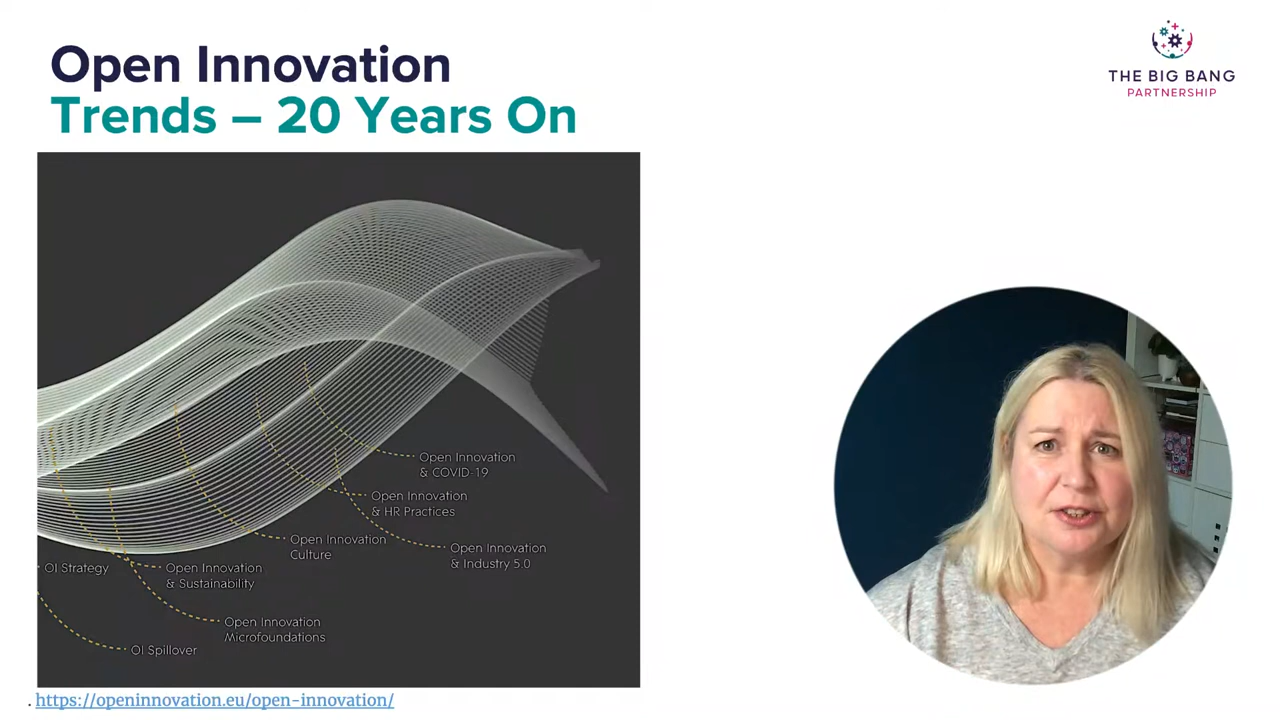 Open Innovation
Trends – 20 Years On
THE BIG BANG
PARTNERSHIP
Open Innovation
& COVID-19
Open Innovation
& HR Practices
Open Innovation
Culture
Open Innovation
& Industry 5.0
OI Strategy
Open Innovation
& Sustainability
Open Innovation
Microfoundations
OI Spillover
. https://openinnovation.eu/open-innovation/